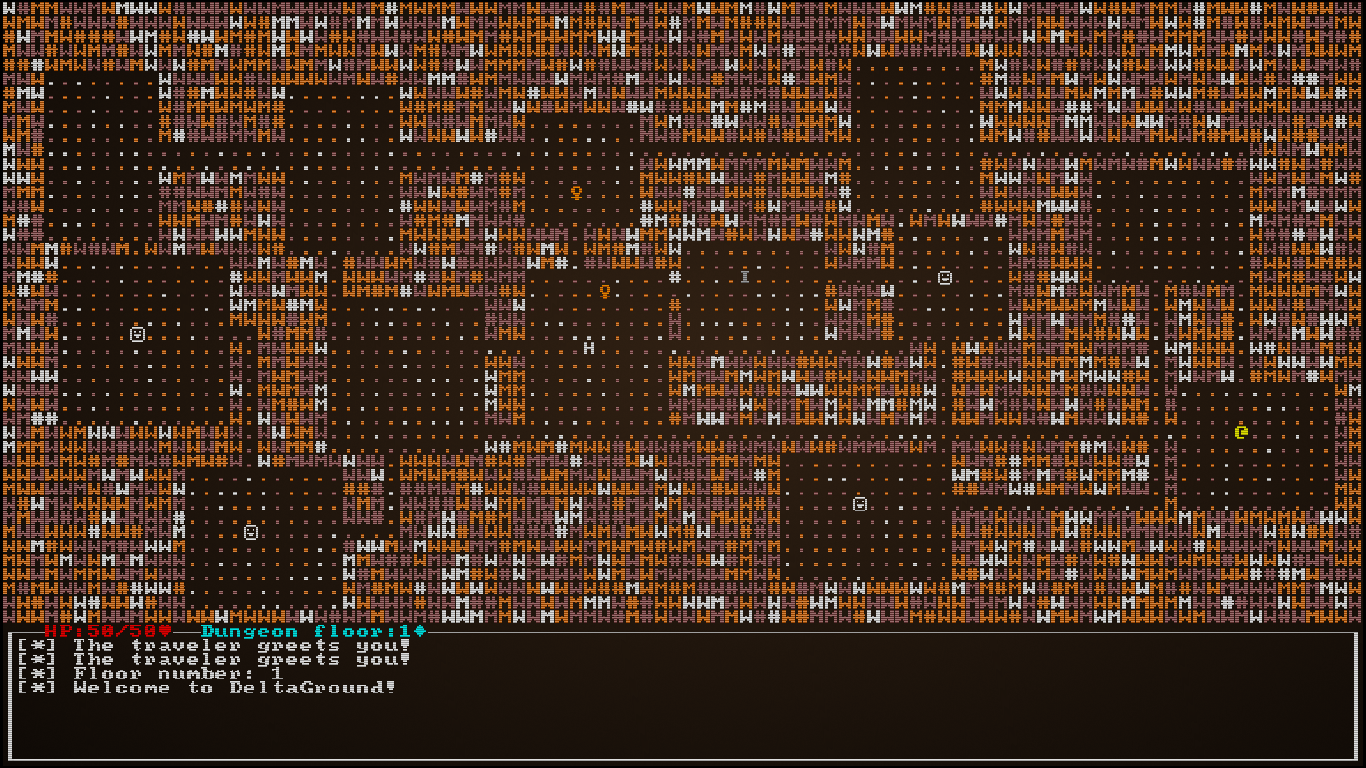 HP:50/50♥ Dungeon floor:1♦
[*] The traveler greets you!
[*] The traveler greets you!
[*] Floor number: 1
[*] Welcome to DeltaGround!